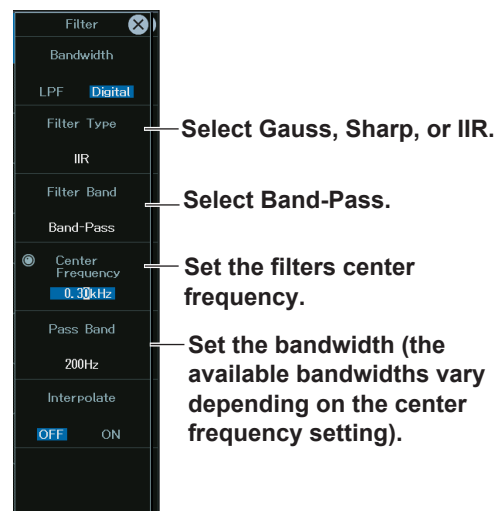 Filter
Bandwidth
LPF Digital
Filter Type
IIR
Select Gauss, Sharp, or IIR.
Filter Band
Band-Pass
Select Band-Pass.
Center
Frequency
0.30kHz
Set the filters center
frequency.
Pass Band
200Hz
Set the bandwidth (the
available bandwidths vary
depending on the center
frequency setting).
Interpolate
OFF ON